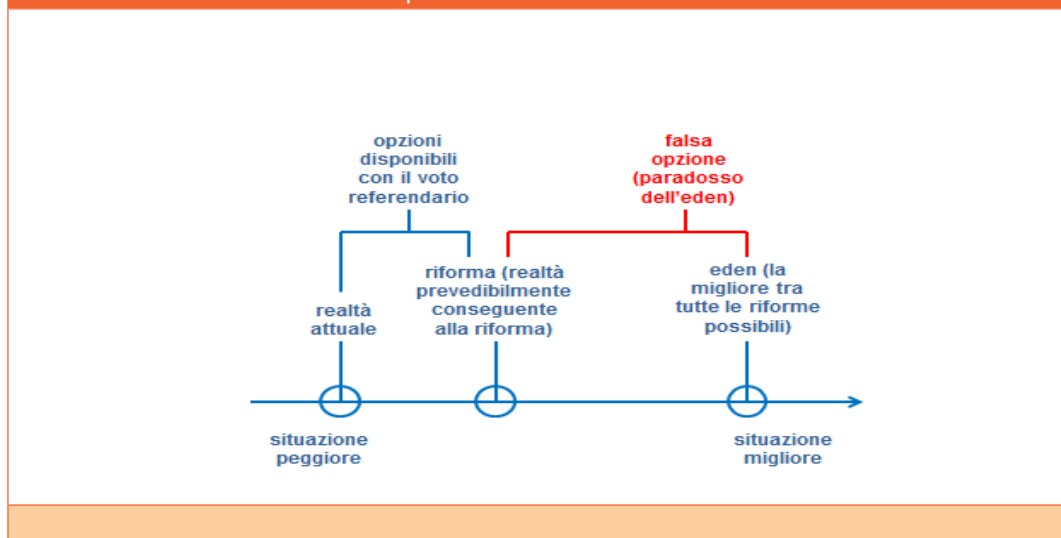 opzioni
disponibili
con il voto
referendario
falsa
opzione
(paradosso
dell'eden)
realtà
attuale
riforma (realtà
prevedibilmente
conseguente
alla riforma)
eden (la
migliore tra
tutte le riforme
possibili)
situazione
peggiore
situazione
migliore